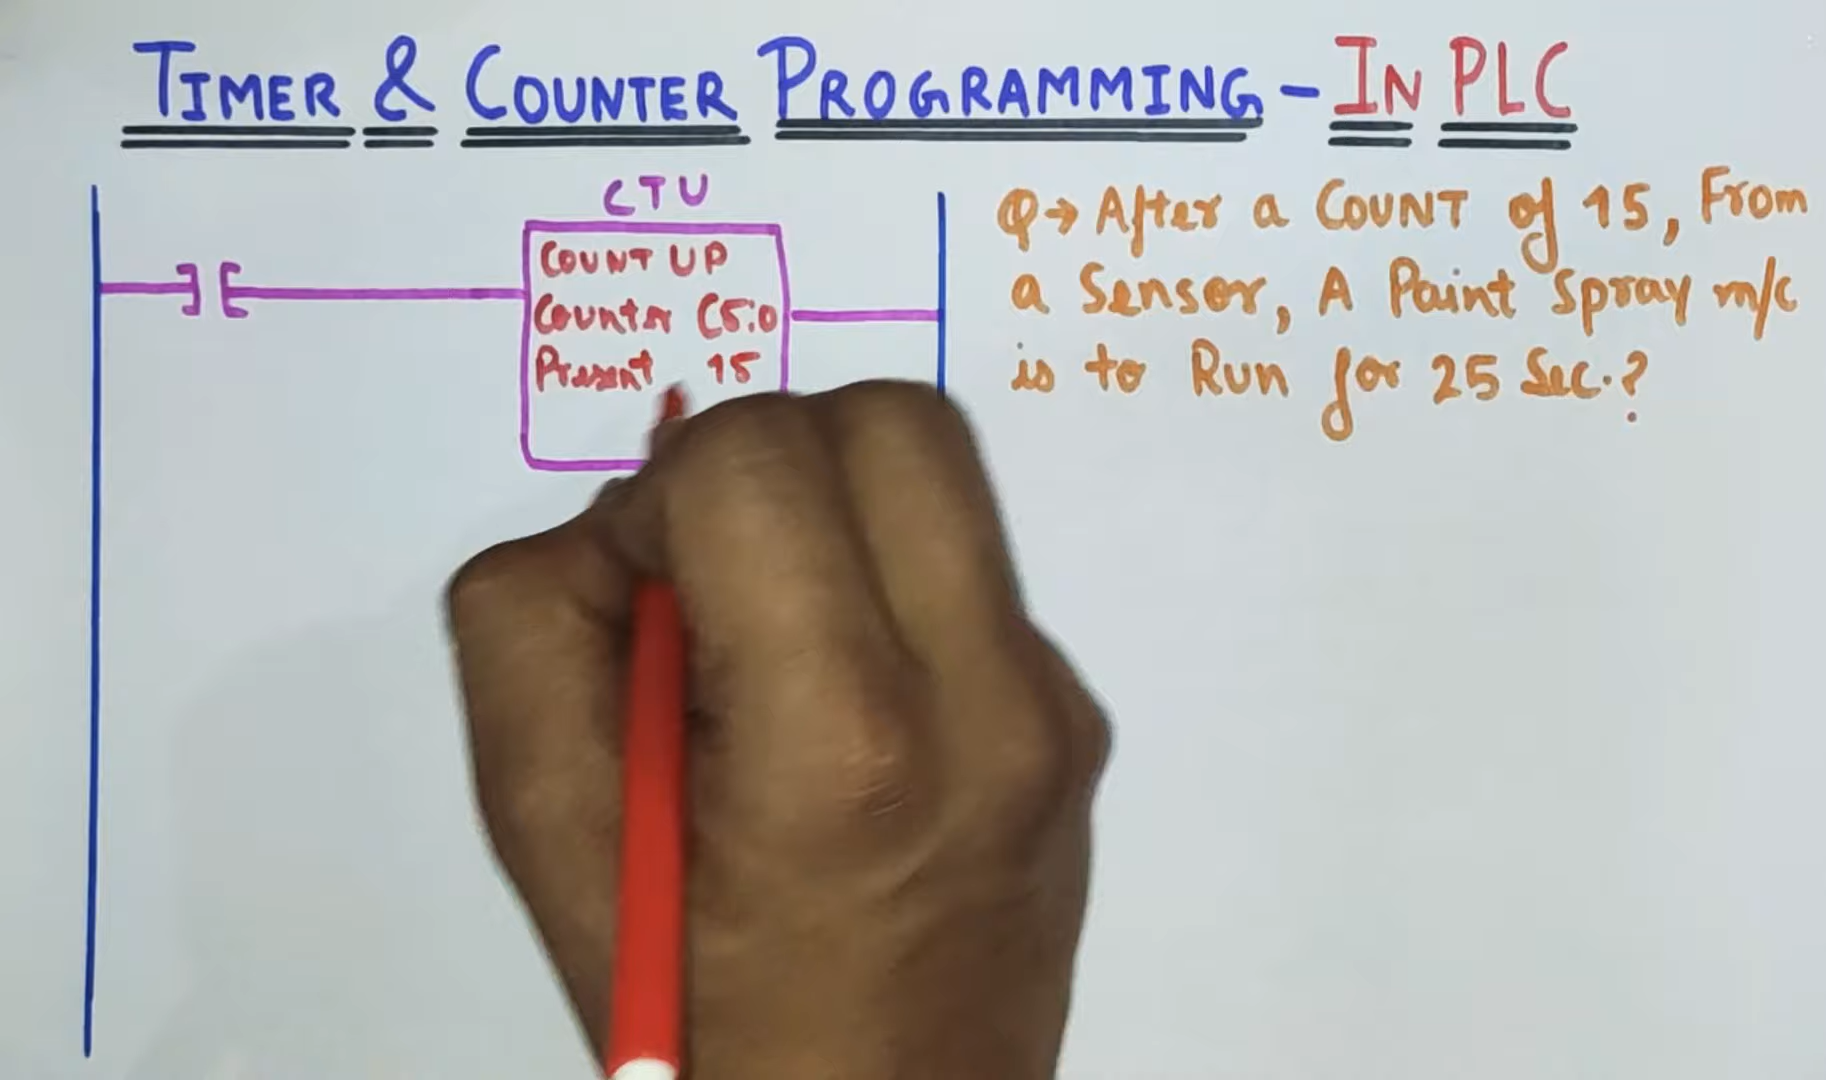 TIMER & COUNTER PROGRAMMING - IN PLC
CTU
COUNT UP
Counter C5:0
Present 15
Q→ After a COUNT of 15, From
a Sensor, A Paint Spray m/c
is to Run for 25 Sec.?